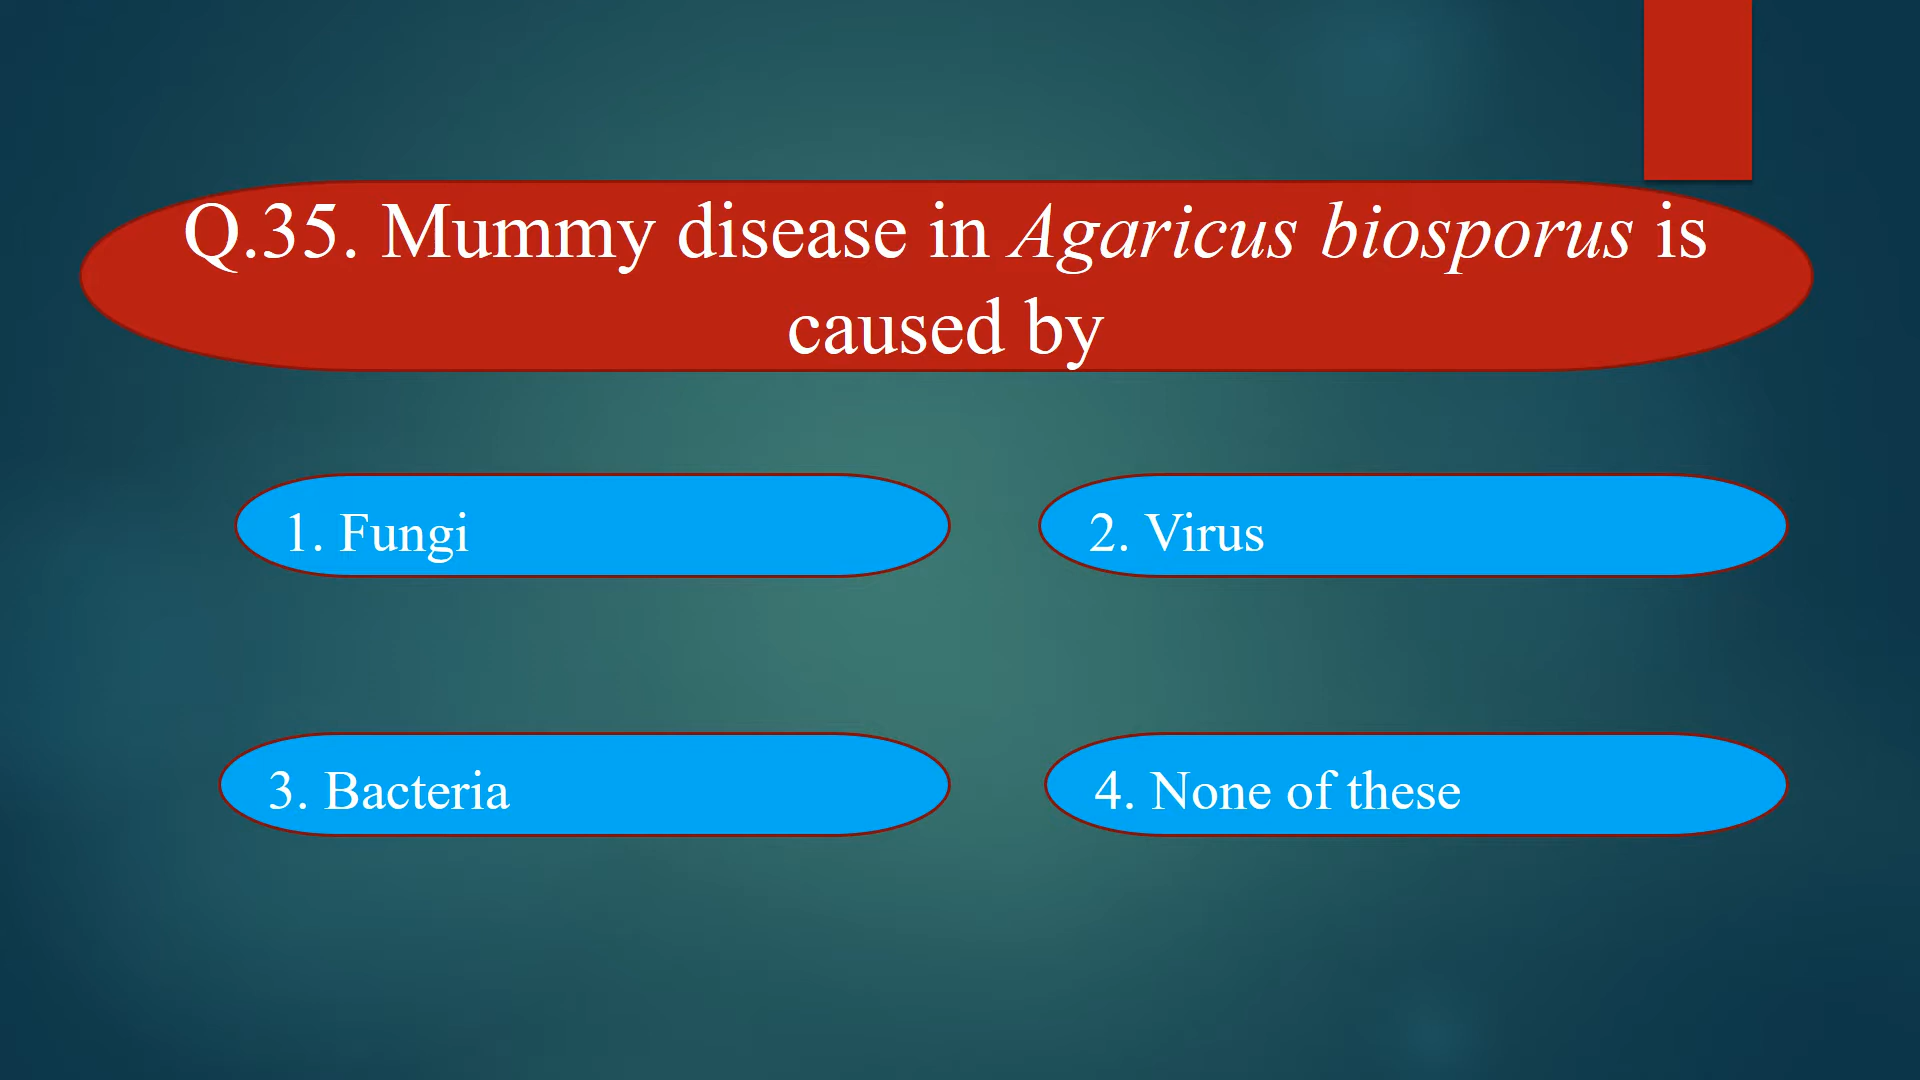 Q.35. Mummy disease in Agaricus biosporus is
caused by
1. Fungi
2. Virus
3. Bacteria
4. None of these